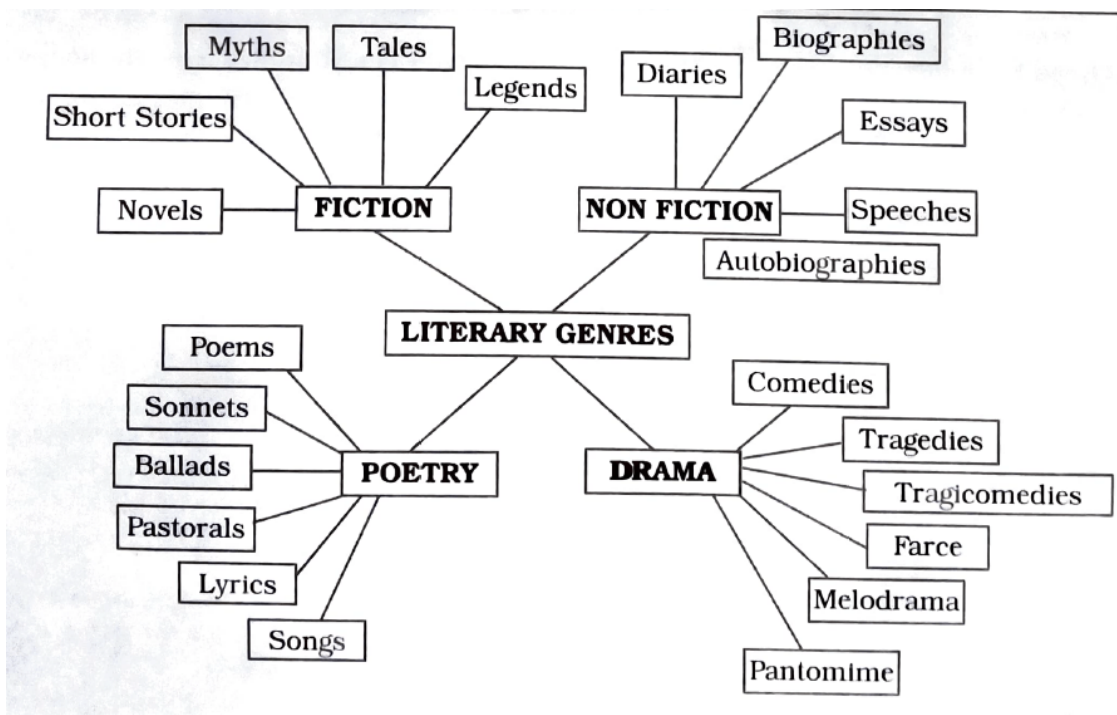 Myths
Tales
Legends
Short Stories
Novels
FICTION
Biographies
Diaries
Essays
NON FICTION
Speeches
Autobiographies
LITERARY GENRES
Poems
Sonnets
Ballads
POETRY
Pastorals
Lyrics
Songs
Comedies
Tragedies
DRAMA
Tragicomedies
Farce
Melodrama
Pantomime